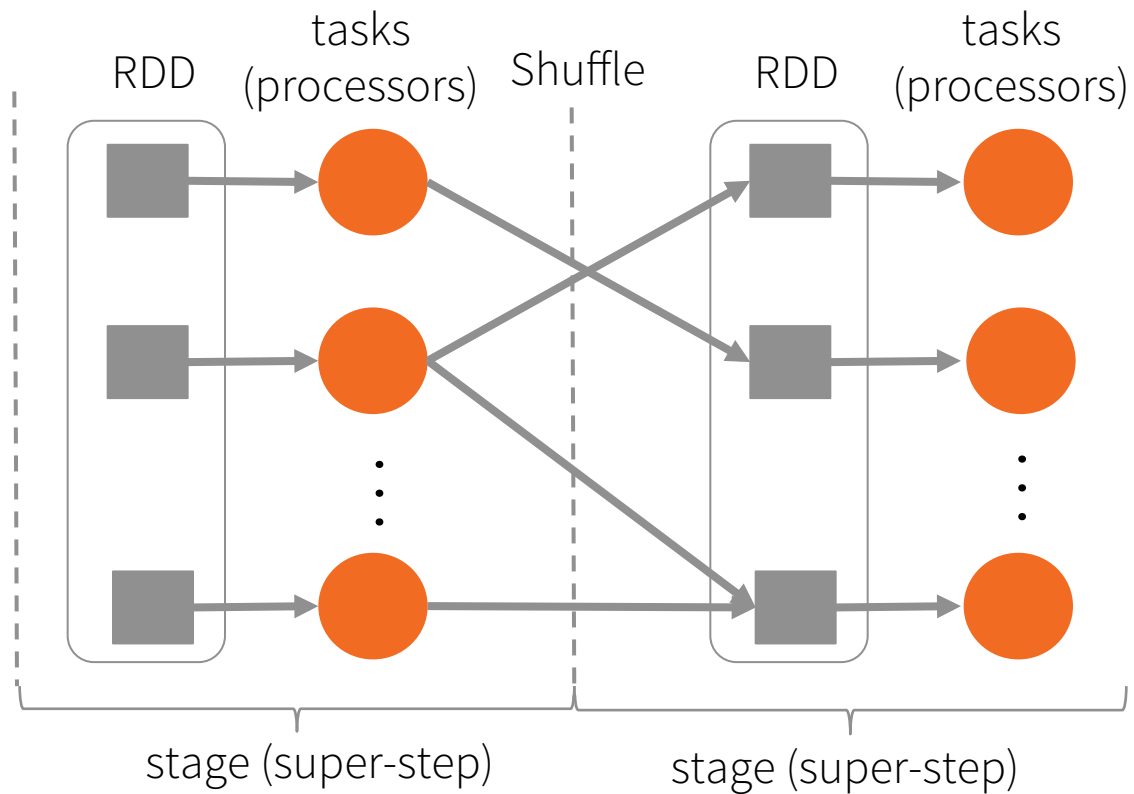 RDD
tasks
(processors)
Shuffle
RDD
tasks
(processors)
stage (super-step)
stage (super-step)